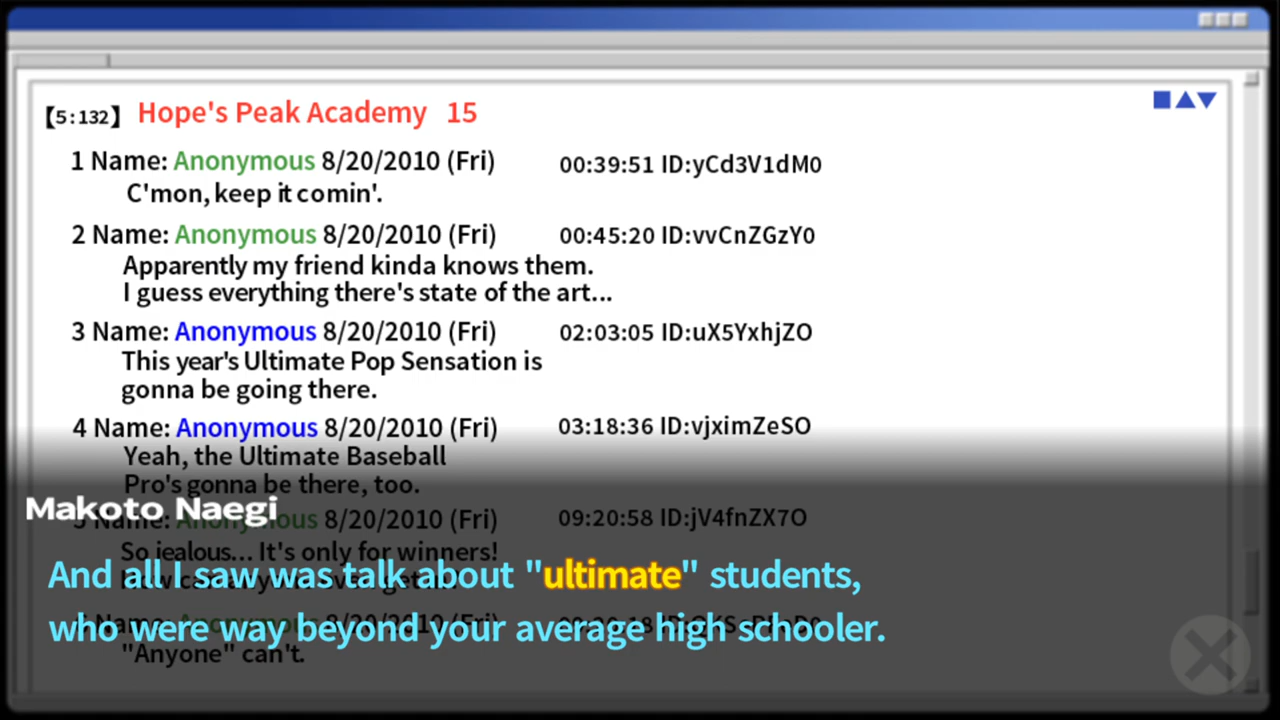 【5:132】 Hope's Peak Academy 15
1 Name: Anonymous 8/20/2010 (Fri) 00:39:51 ID:yCd3V1dM0
C'mon, keep it comin'.
2 Name: Anonymous 8/20/2010 (Fri) 00:45:20 ID:vvCnZGzY0
Apparently my friend kinda knows them.
I guess everything there's state of the art...
3 Name: Anonymous 8/20/2010 (Fri) 02:03:05 ID:uX5YxhjZO
This year's Ultimate Pop Sensation is
gonna be going there.
4 Name: Anonymous 8/20/2010 (Fri) 03:18:36 ID:vjximZeSO
Yeah, the Ultimate Baseball
Pro's gonna be there, too.
Makoto Naegi
5 Name: Anonymous 8/20/2010 (Fri) 09:20:58 ID:jV4fnZX7O
So jealous... It's only for winners!
And all I saw was talk about "ultimate" students,
who were way beyond your average high schooler.
"Anyone" can't.